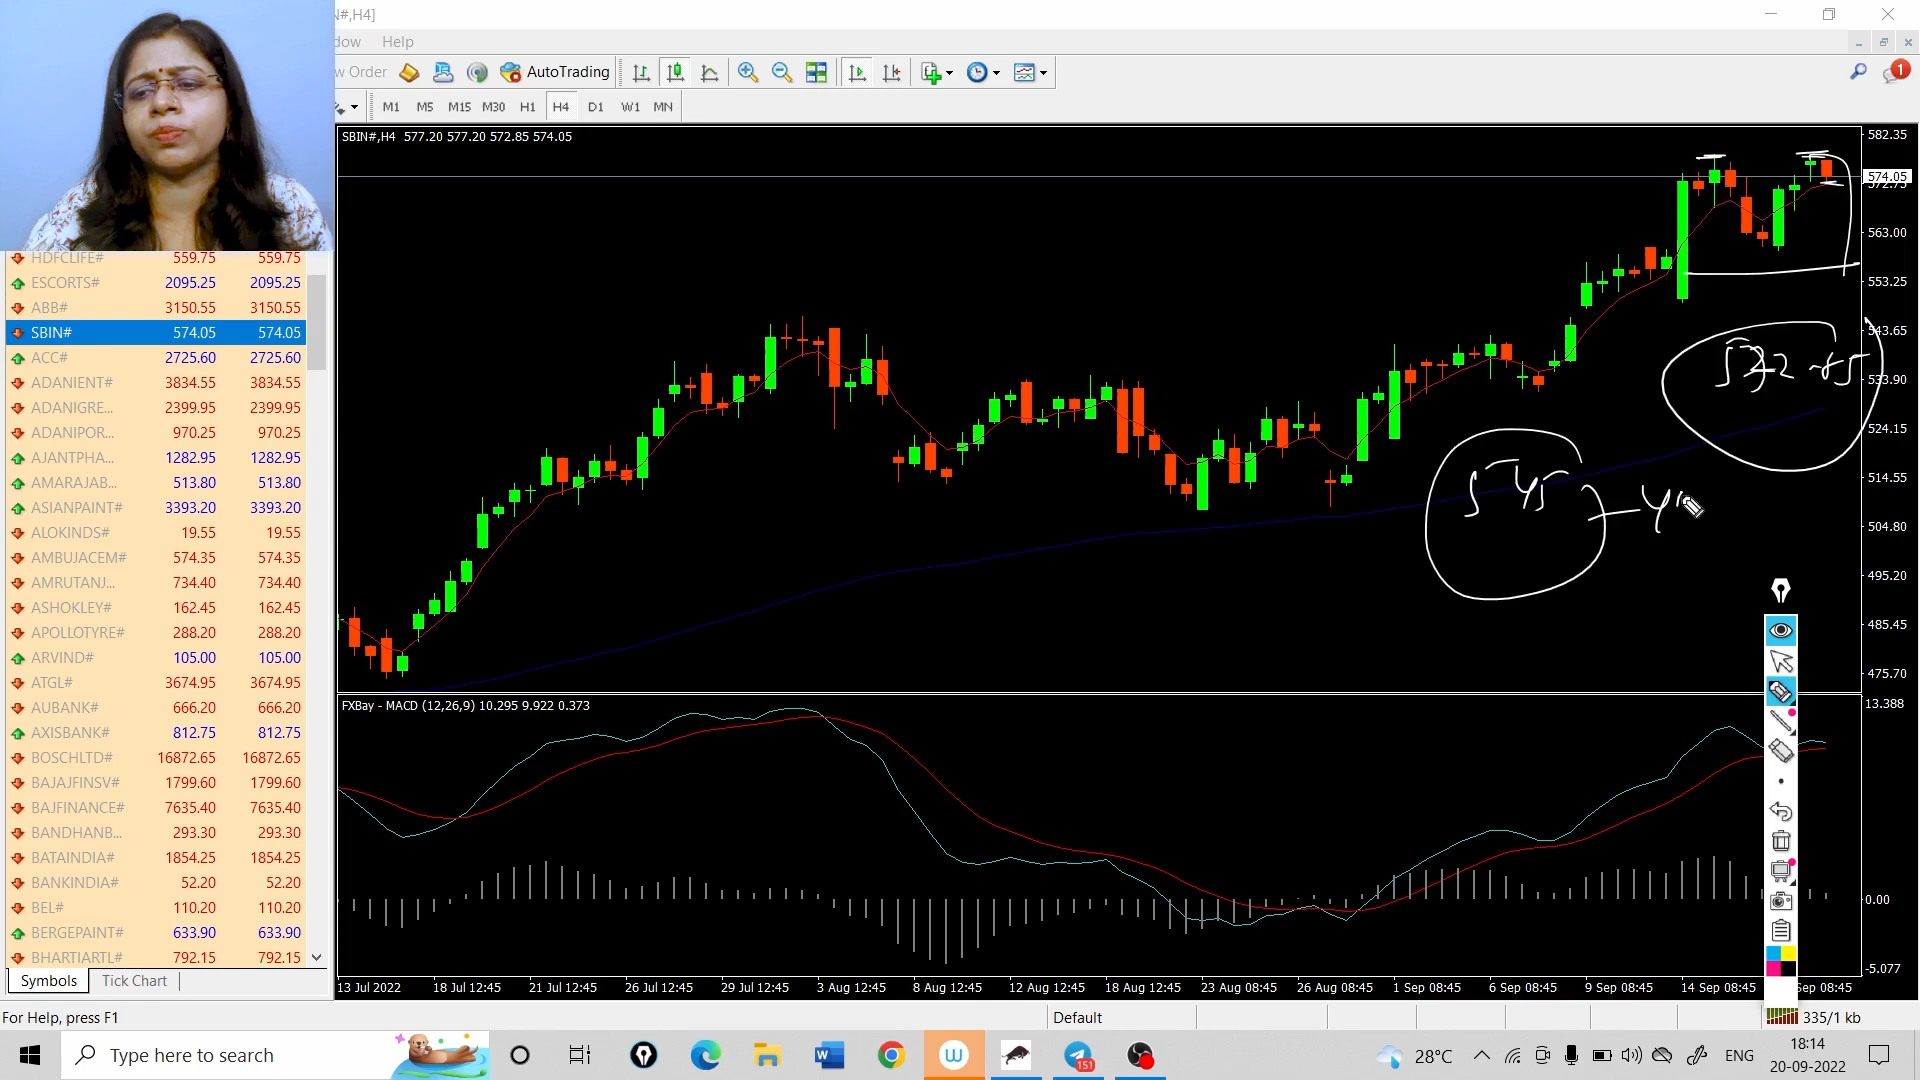 #,H4]
dow Help
w Order AutoTrading 1
M1 M5 M15 M30 H1 H4 D1 W1 MN
SBIN#,H4 577.20 577.20 572.85 574.05
582.35
574.05
572.75
563.00
553.25
543.65
533.90
524.15
514.55
504.80
495.20
485.45
475.70
545
HDFCLIFE# 559.75 559.75
ESCORTS# 2095.25 2095.25
ABB# 3150.55 3150.55
SBIN# 574.05 574.05
ACC# 2725.60 2725.60
ADANIENT# 3834.55 3834.55
ADANIGRE... 2399.95 2399.95
ADANIPOR... 970.25 970.25
AJANTPHA... 1282.95 1282.95
AMARAJAB... 513.80 513.80
ASIANPAINT# 3393.20 3393.20
ALOKINDS# 19.55 19.55
AMBUJACEM# 574.35 574.35
AMRUTANJ... 734.40 734.40
ASHOKLEY# 162.45 162.45
APOLLOTYRE# 288.20 288.20
ARVIND# 105.00 105.00
ATGL# 3674.95 3674.95
AUBANK# 666.20 666.20
AXISBANK# 812.75 812.75
BOSCHLTD# 16872.65 16872.65
BAJAJFINSV# 1799.60 1799.60
BAJFINANCE# 7635.40 7635.40
BANDHANB... 293.30 293.30
BATAINDIA# 1854.25 1854.25
BANKINDIA# 52.20 52.20
BEL# 110.20 110.20
BERGEPAINT# 633.90 633.90
BHARTIARTL# 792.15 792.15
Symbols Tick Chart
FXBay - MACD (12,26,9) 10.295 9.922 0.373
13.388
0.00
-5.077
13 Jul 2022 18 Jul 12:45 21 Jul 12:45 26 Jul 12:45 29 Jul 12:45 3 Aug 12:45 8 Aug 12:45 12 Aug 12:45 18 Aug 12:45 23 Aug 08:45 26 Aug 08:45 1 Sep 08:45 6 Sep 08:45 9 Sep 08:45 14 Sep 08:45 Sep 08:45
For Help, press F1 Default 335/1 kb
Type here to search W 151 28°C ENG 18:14
20-09-2022